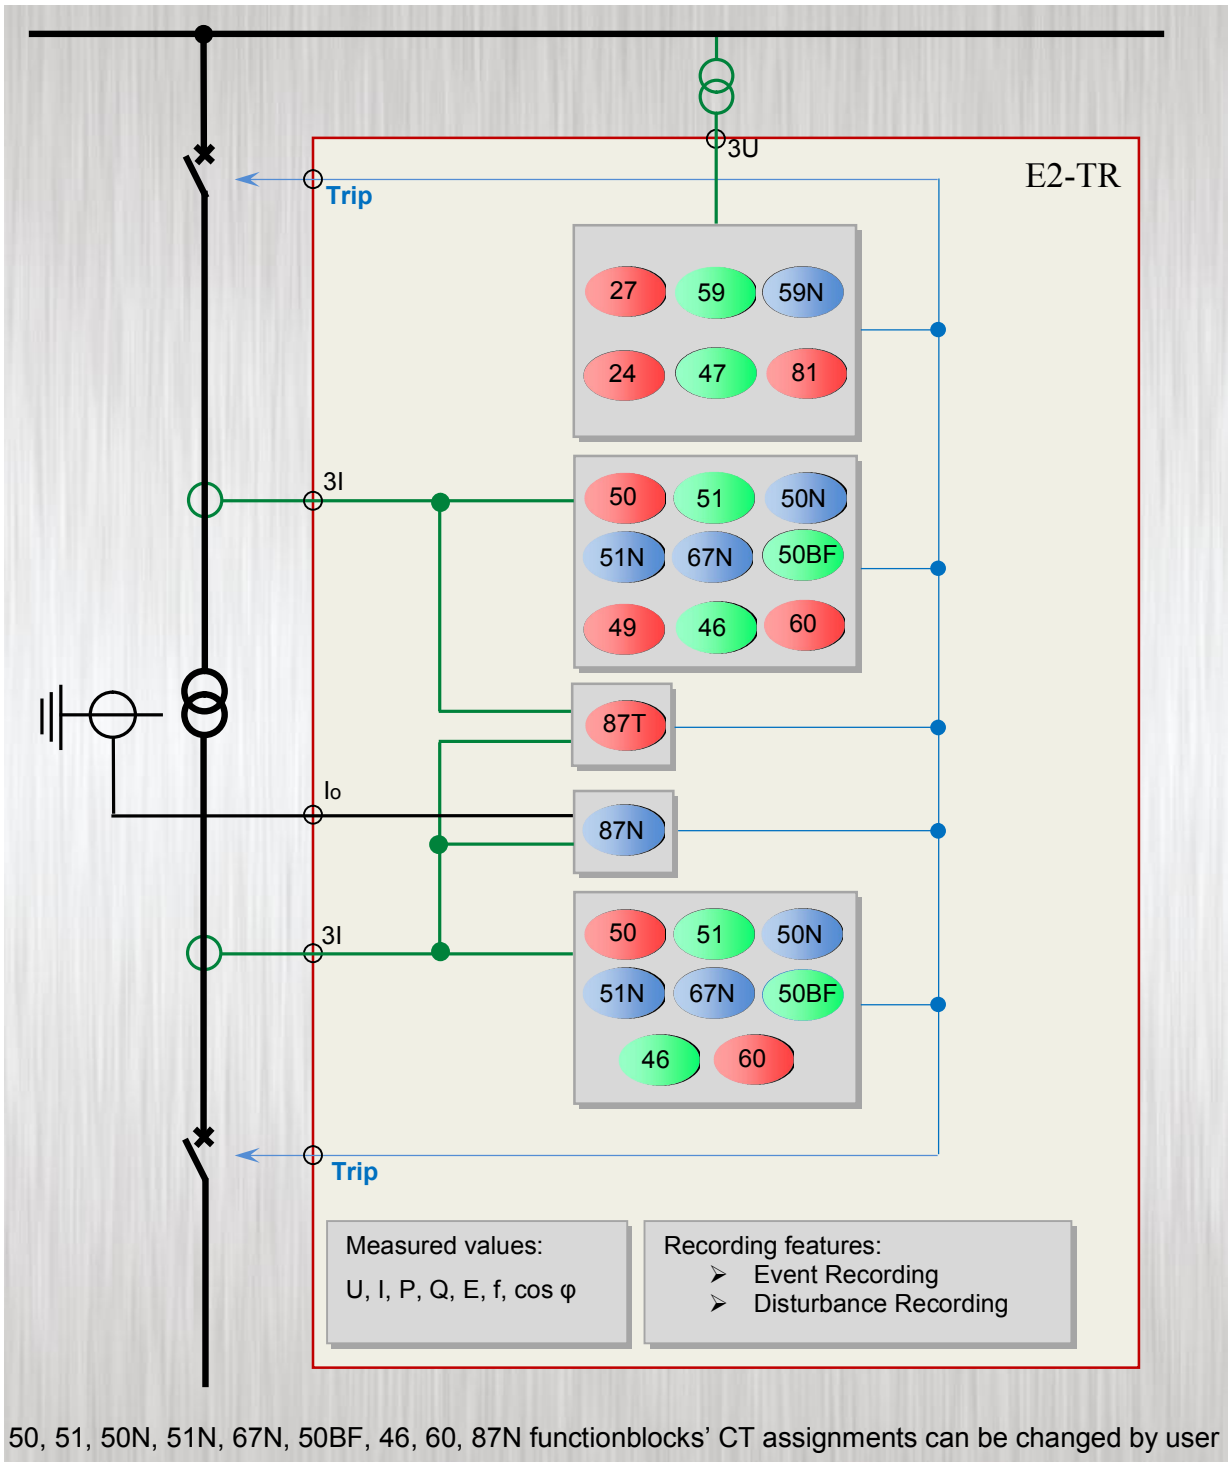 3U
E2-TR
Trip
27 59 59N
24 47 81
3I
50 51 50N
51N 67N 50BF
49 46 60
87T
Io
87N
3I
50 51 50N
51N 67N 50BF
46 60
Trip
Measured values:
U, I, P, Q, E, f, cos φ
Recording features:
➢ Event Recording
➢ Disturbance Recording
50, 51, 50N, 51N, 67N, 50BF, 46, 60, 87N functionblocks’ CT assignments can be changed by user